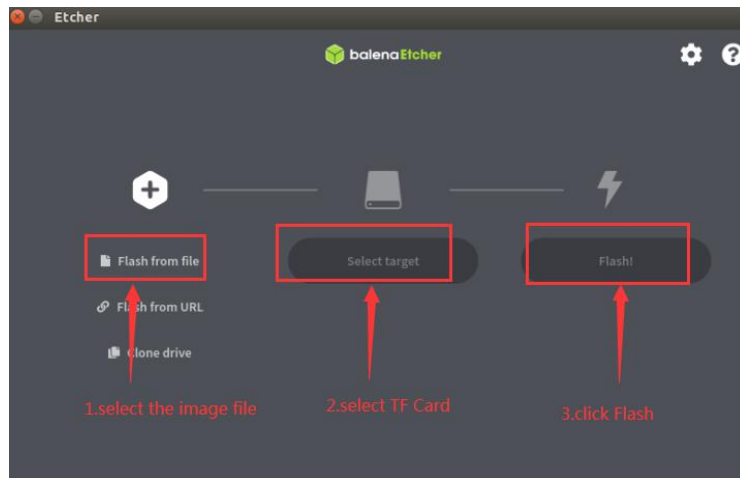 Etcher
balenaEtcher
Flash from file
Select target
Flash!
Flash from URL
Clone drive
1.select the image file
2.select TF Card
3.click Flash